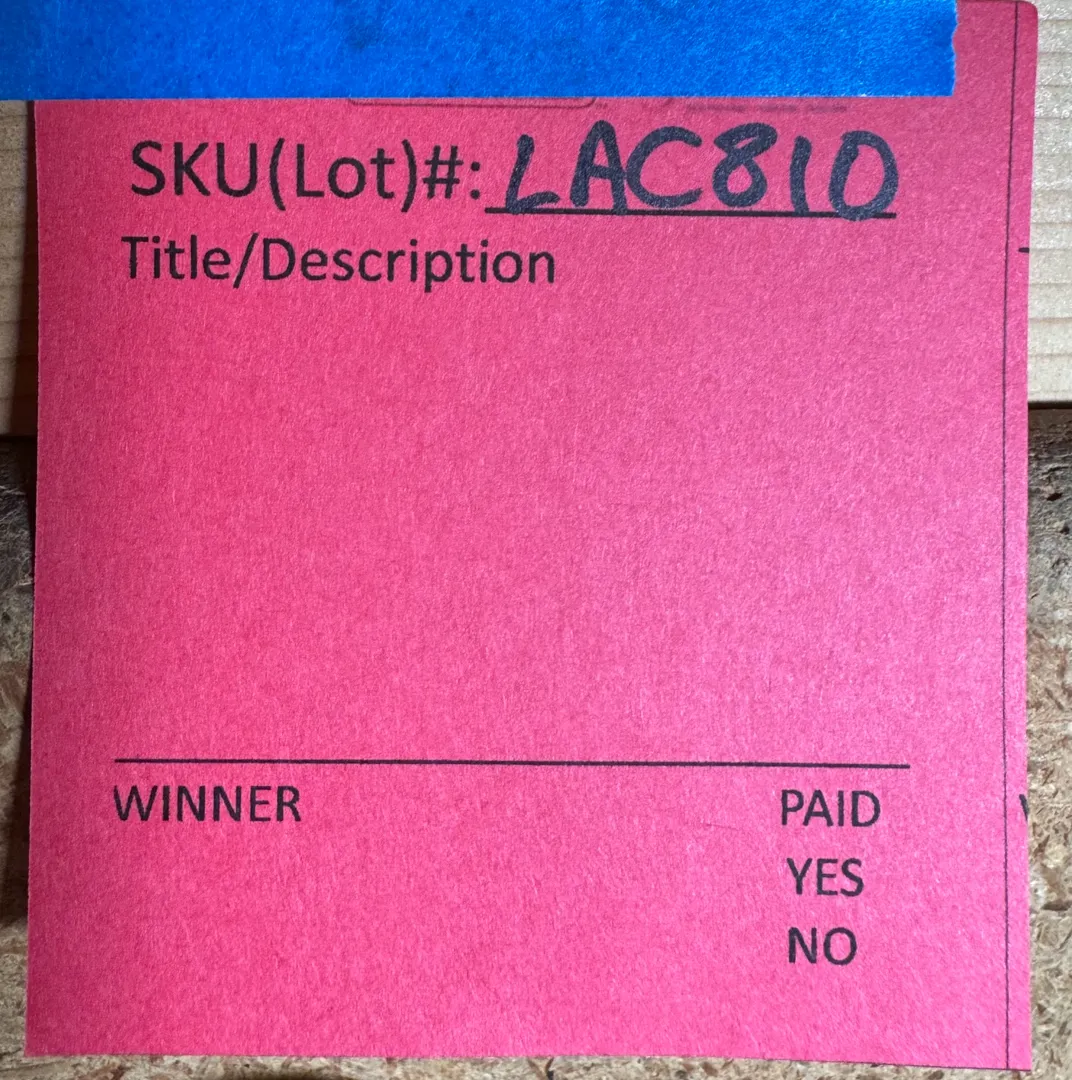 SKU(Lot)#: LAC810
Title/Description
WINNER PAID
YES
NO